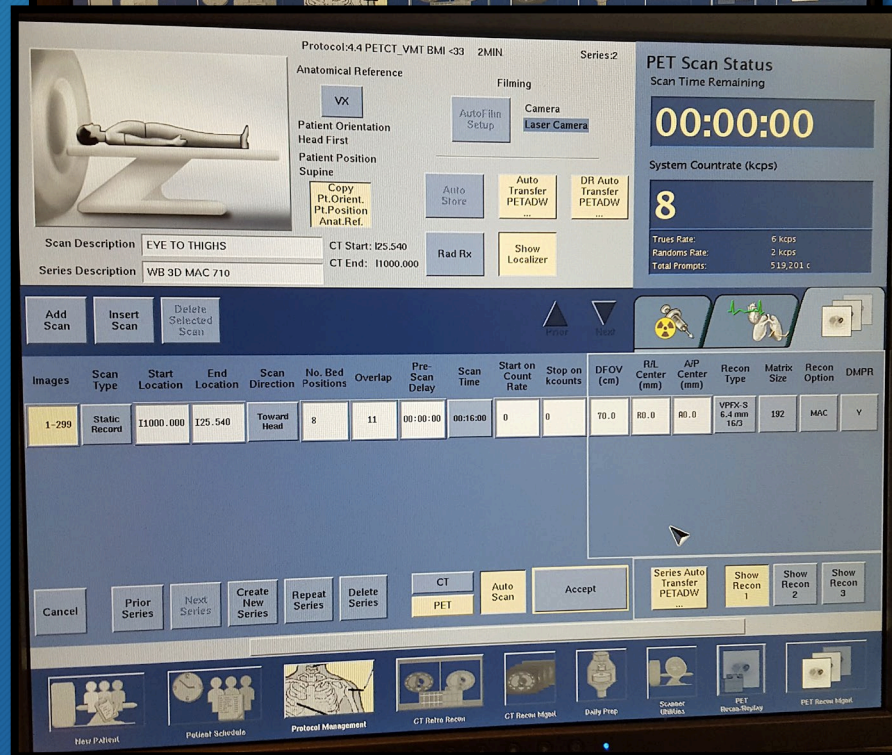 Protocol:4.4 PETCT_VMT BMI <33 2MIN
Series:2
Anatomical Reference
VX
Patient Orientation
Head First
Patient Position
Supine
Copy
Pt.Orient.
Pt.Position
Anat.Ref.
Filming
AutoFilm
Setup
Camera
Laser Camera
Auto
Store
Auto
Transfer
PETADW
...
DR Auto
Transfer
PETADW
...
Scan Description EYE TO THIGHS
Series Description WB 3D MAC 710
CT Start: I25.540
CT End: I1000.000
Rad Rx
Show
Localizer
PET Scan Status
Scan Time Remaining
00:00:00
System Countrate (kcps)
8
Trues Rate: 6 kcps
Randoms Rate: 2 kcps
Total Prompts: 519,201 c
Add
Scan
Insert
Scan
Delete
Selected
Scan
Prior
Next
Images
Scan
Type
Start
Location
End
Location
Scan
Direction
No. Bed
Positions
Overlap
Pre-
Scan
Delay
Scan
Time
Start on
Count
Rate
Stop on
kcounts
DFOV
(cm)
R/L
Center
(mm)
A/P
Center
(mm)
Recon
Type
Matrix
Size
Recon
Option
DMPR
1-299
Static
Record
I1000.000
I25.540
Toward
Head
8
11
00:00:00
00:16:00
0
0
70.0
R0.0
A0.0
VPFX-S
6.4 mm
16/3
192
MAC
Y
Cancel
Prior
Series
Next
Series
Create
New
Series
Repeat
Series
Delete
Series
CT
PET
Auto
Scan
Accept
Series Auto
Transfer
PETADW
...
Show
Recon
1
Show
Recon
2
Show
Recon
3
New Patient
Patient Schedule
Protocol Management
CT Retro Recon
CT Recon Mgmt
Daily Prep
Scanner
Utilities
PET
Recon/Replay
PET Recon Mgmt